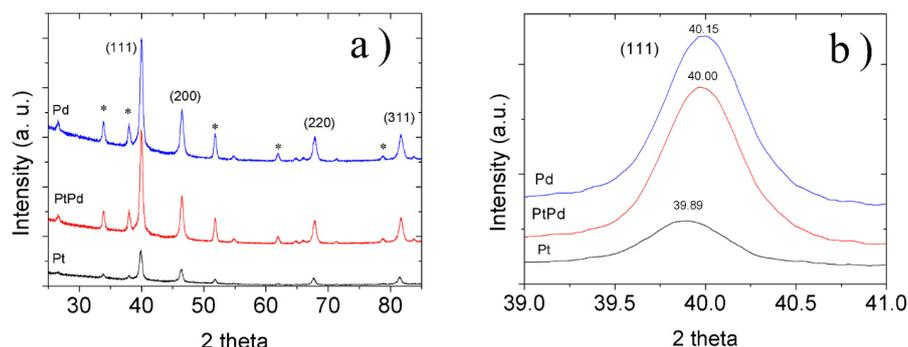 a )
(111)
(200)
(220)
(311)
* * * * *
Pd
PtPd
Pt
Intensity (a. u.)
30 40 50 60 70 80
2 theta
b )
(111)
40.15
40.00
39.89
Pd
PtPd
Pt
Intensity (a.u.)
39.0 39.5 40.0 40.5 41.0
2 theta